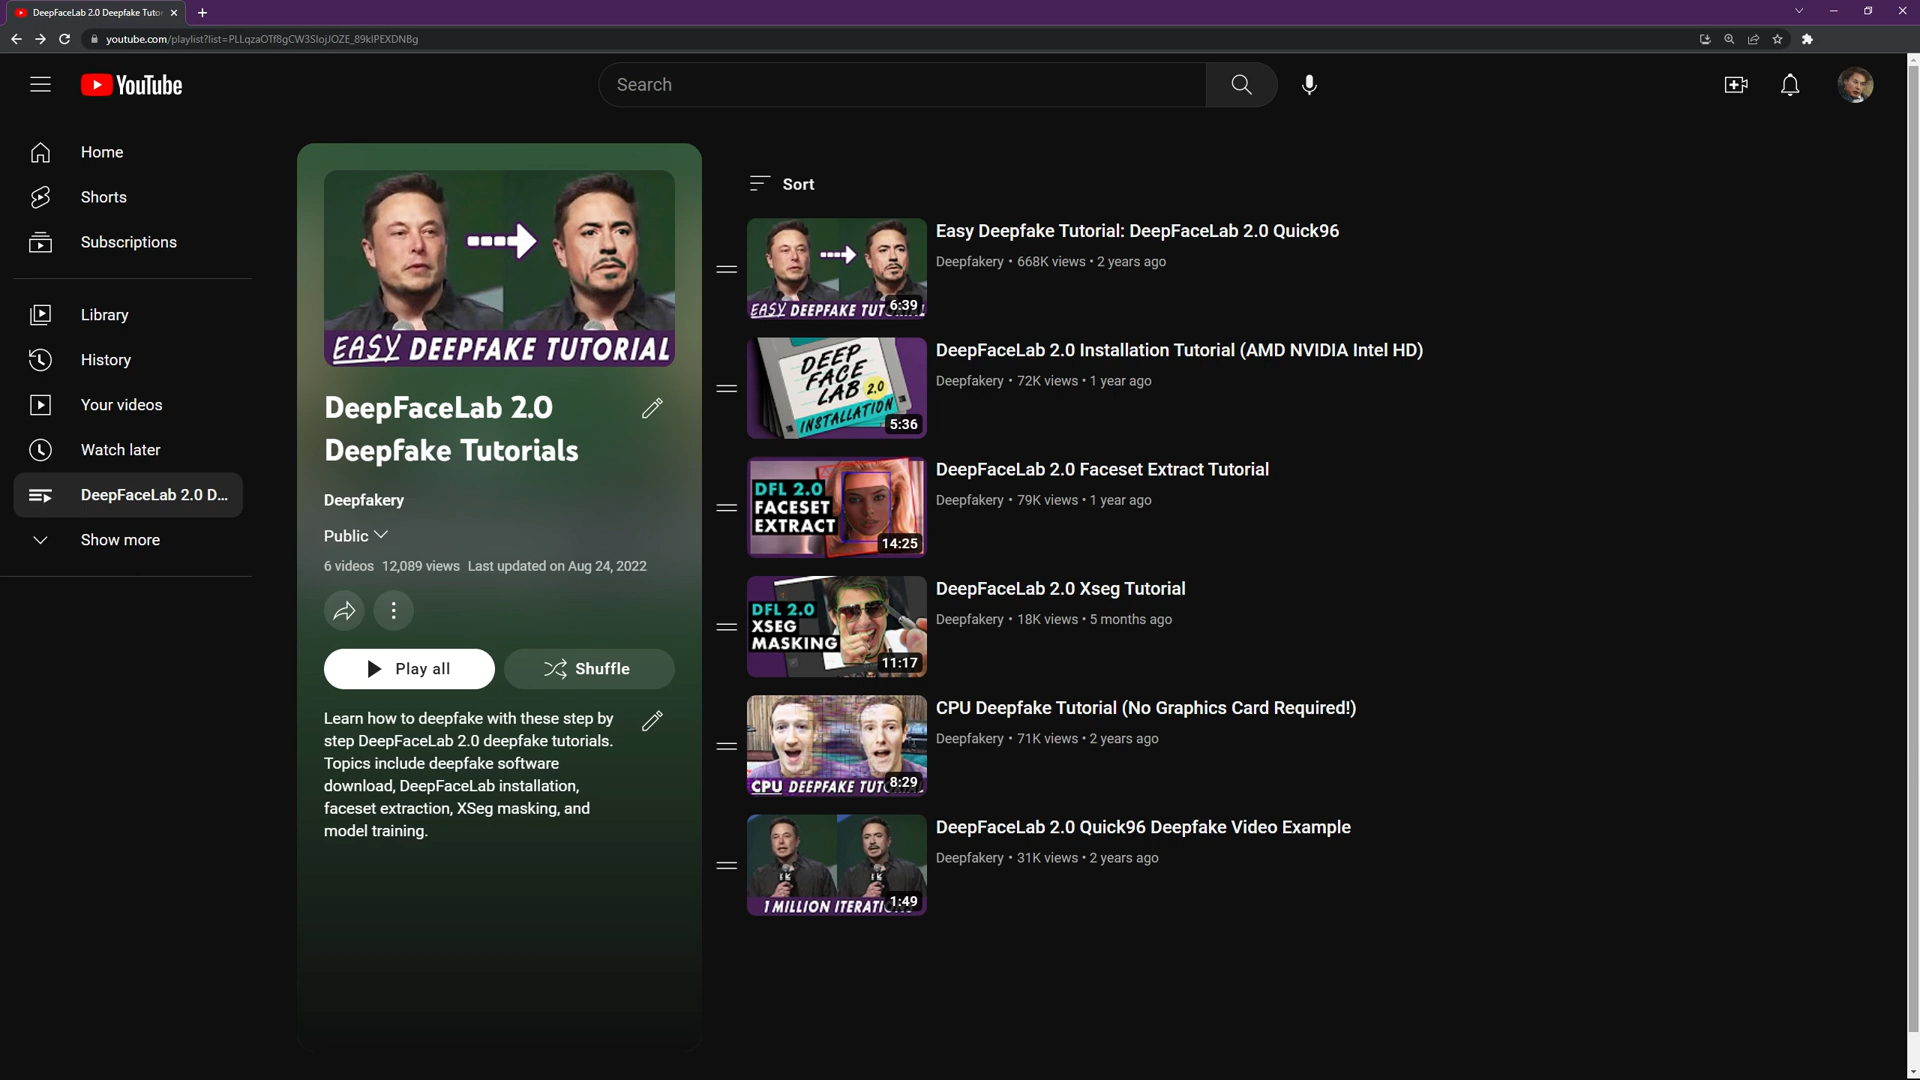 DeepFaceLab 2.0 Deepfake Tutor
youtube.com/playlist?list=PLLqzaOTf8gCW3SlojJOZE_89kIPEXDN8g
YouTube
Search
Home
Shorts
Subscriptions
Library
History
Your videos
Watch later
DeepFaceLab 2.0 D...
Show more
EASY DEEPFAKE TUTORIAL
DeepFaceLab 2.0
Deepfake Tutorials
Deepfakery
Public
6 videos 12,089 views Last updated on Aug 24, 2022
Play all
Shuffle
Learn how to deepfake with these step by
step DeepFaceLab 2.0 deepfake tutorials.
Topics include deepfake software
download, DeepFaceLab installation,
faceset extraction, XSeg masking, and
model training.
Sort
EASY DEEPFAKE TUT
6:39
Easy Deepfake Tutorial: DeepFaceLab 2.0 Quick96
Deepfakery • 668K views • 2 years ago
DEEP
FACE
LAB 2.0
INSTALLATION
5:36
DeepFaceLab 2.0 Installation Tutorial (AMD NVIDIA Intel HD)
Deepfakery • 72K views • 1 year ago
DFL 2.0
FACESET
EXTRACT
14:25
DeepFaceLab 2.0 Faceset Extract Tutorial
Deepfakery • 79K views • 1 year ago
DFL 2.0
XSEG
MASKING
11:17
DeepFaceLab 2.0 Xseg Tutorial
Deepfakery • 18K views • 5 months ago
CPU DEEPFAKE TUT
8:29
CPU Deepfake Tutorial (No Graphics Card Required!)
Deepfakery • 71K views • 2 years ago
1 MILLION ITERATI
1:49
DeepFaceLab 2.0 Quick96 Deepfake Video Example
Deepfakery • 31K views • 2 years ago